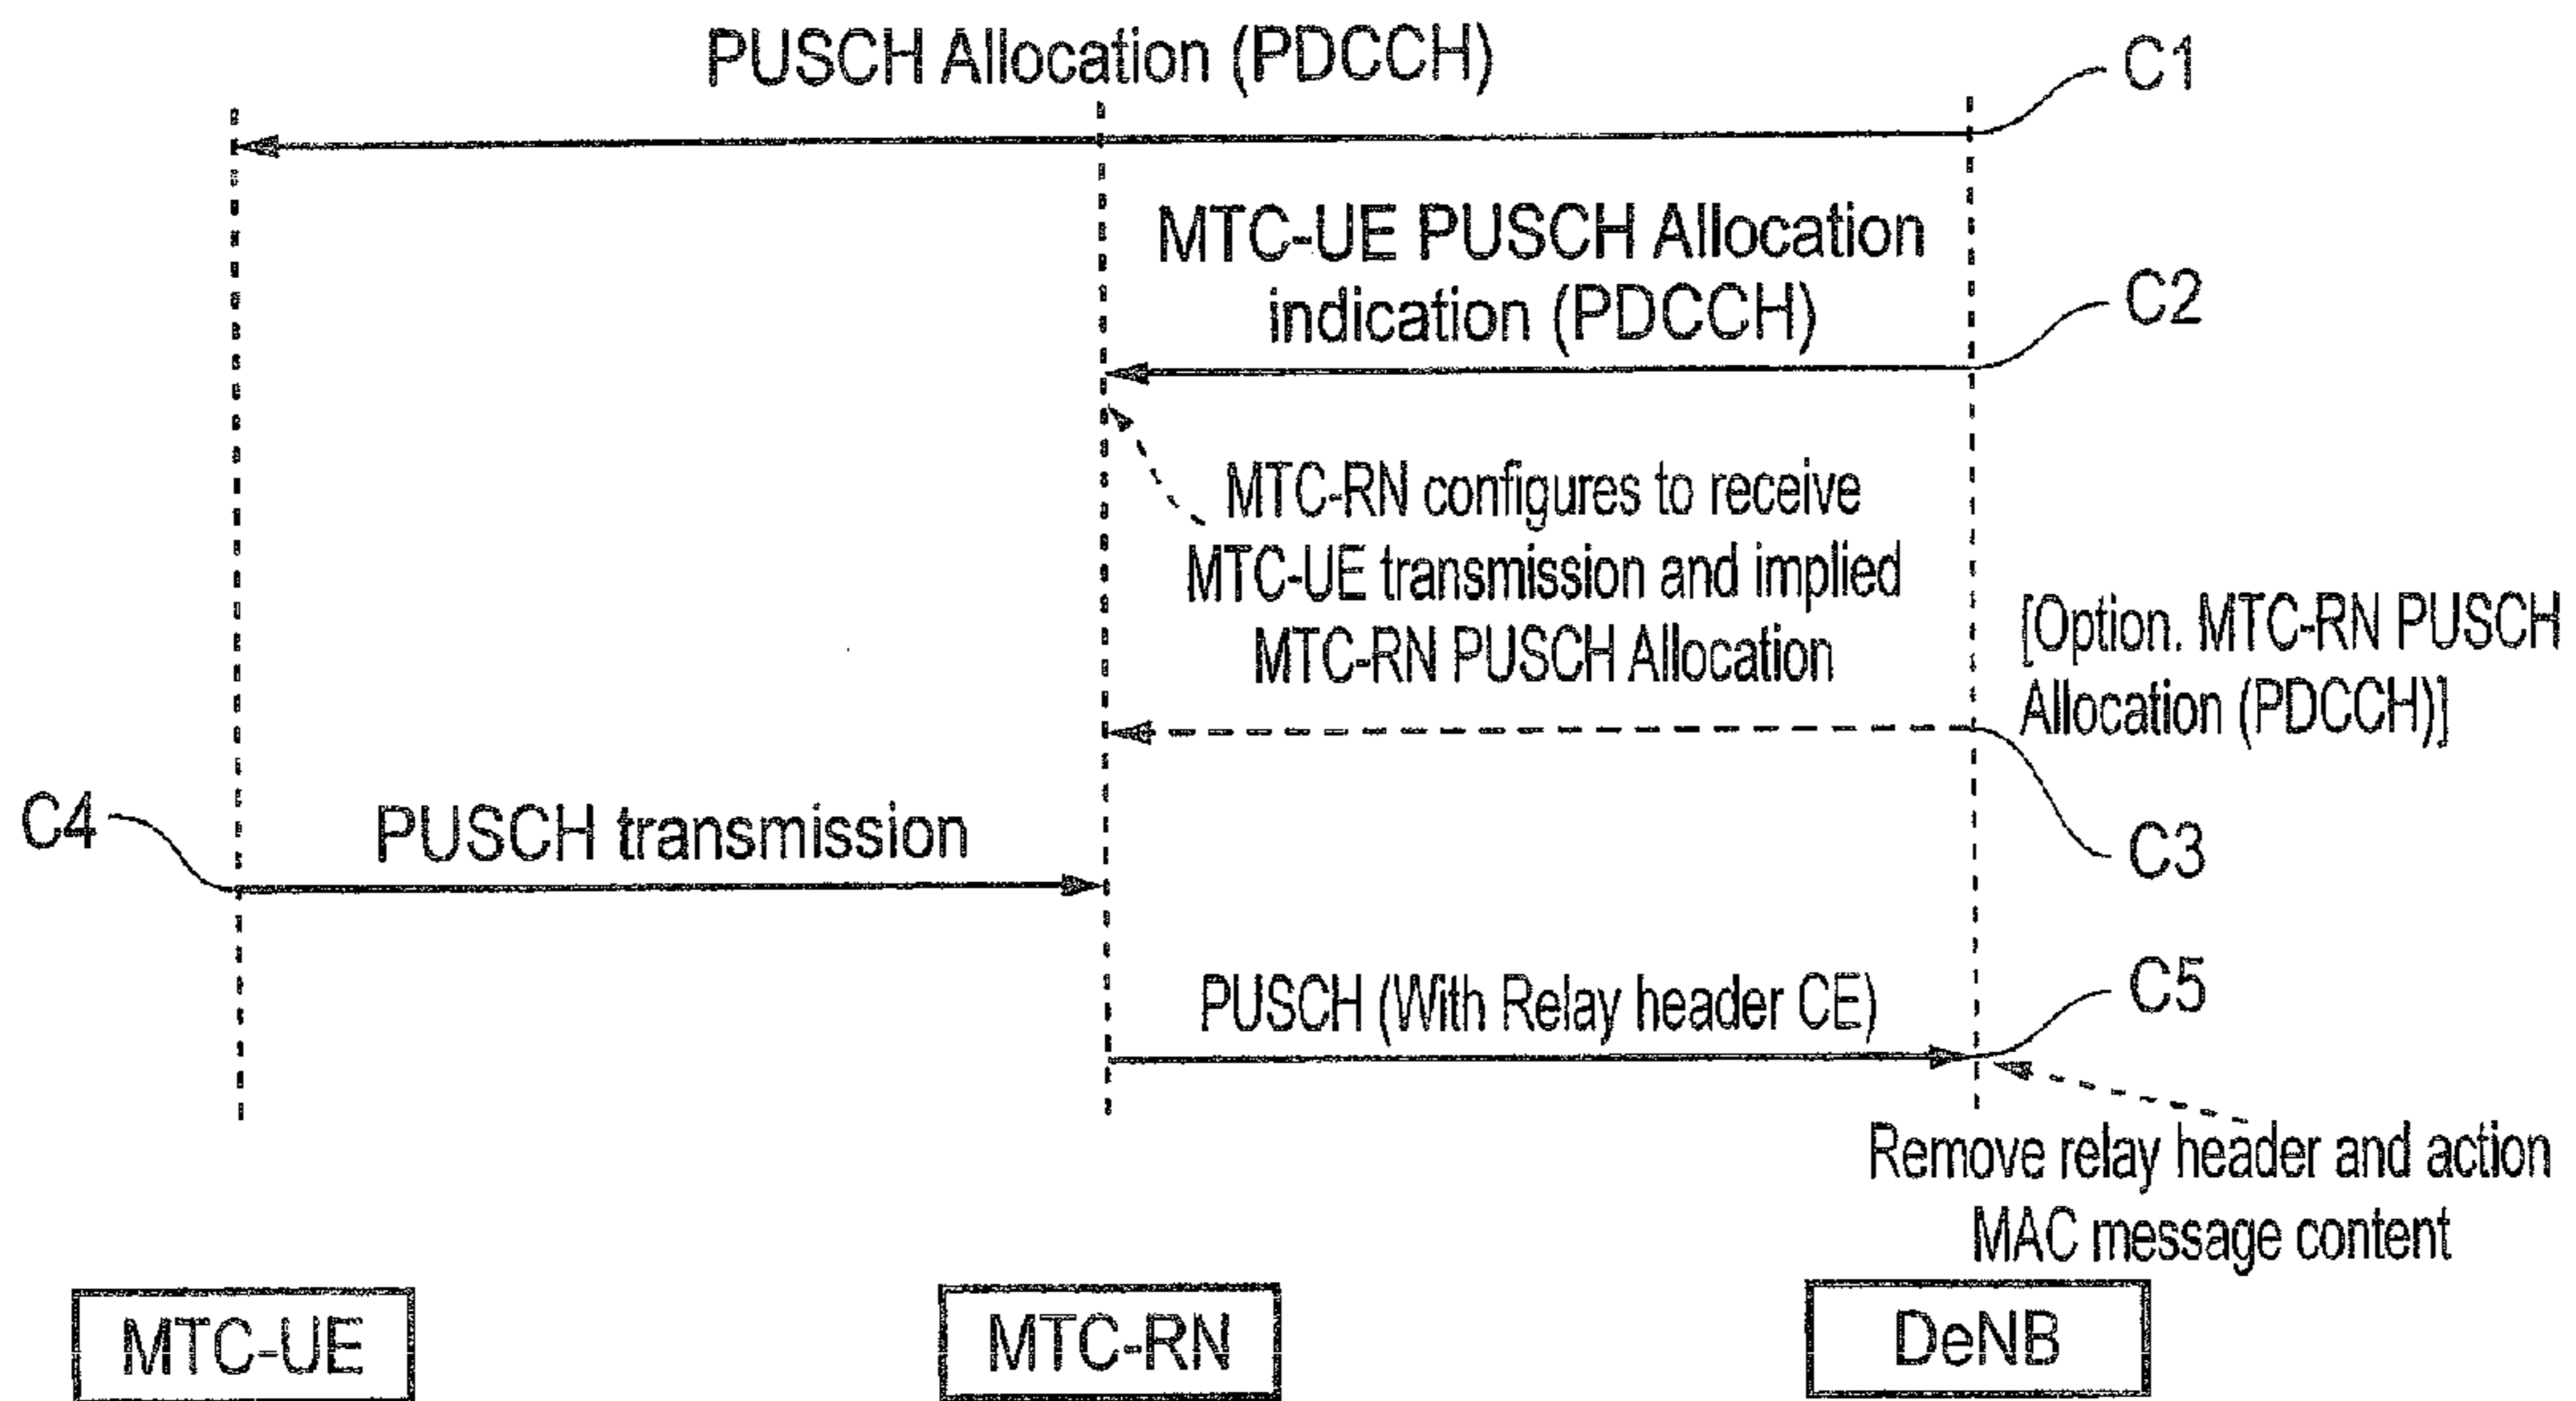 PUSCH Allocation (PDCCH)
C1
MTC-UE PUSCH Allocation
indication (PDCCH)
C2
MTC-RN configures to receive
MTC-UE transmission and implied
MTC-RN PUSCH Allocation
[Option. MTC-RN PUSCH
Allocation (PDCCH)]
C3
C4
PUSCH transmission
PUSCH (With Relay header CE)
C5
Remove relay header and action
MAC message content
MTC-UE
MTC-RN
DeNB